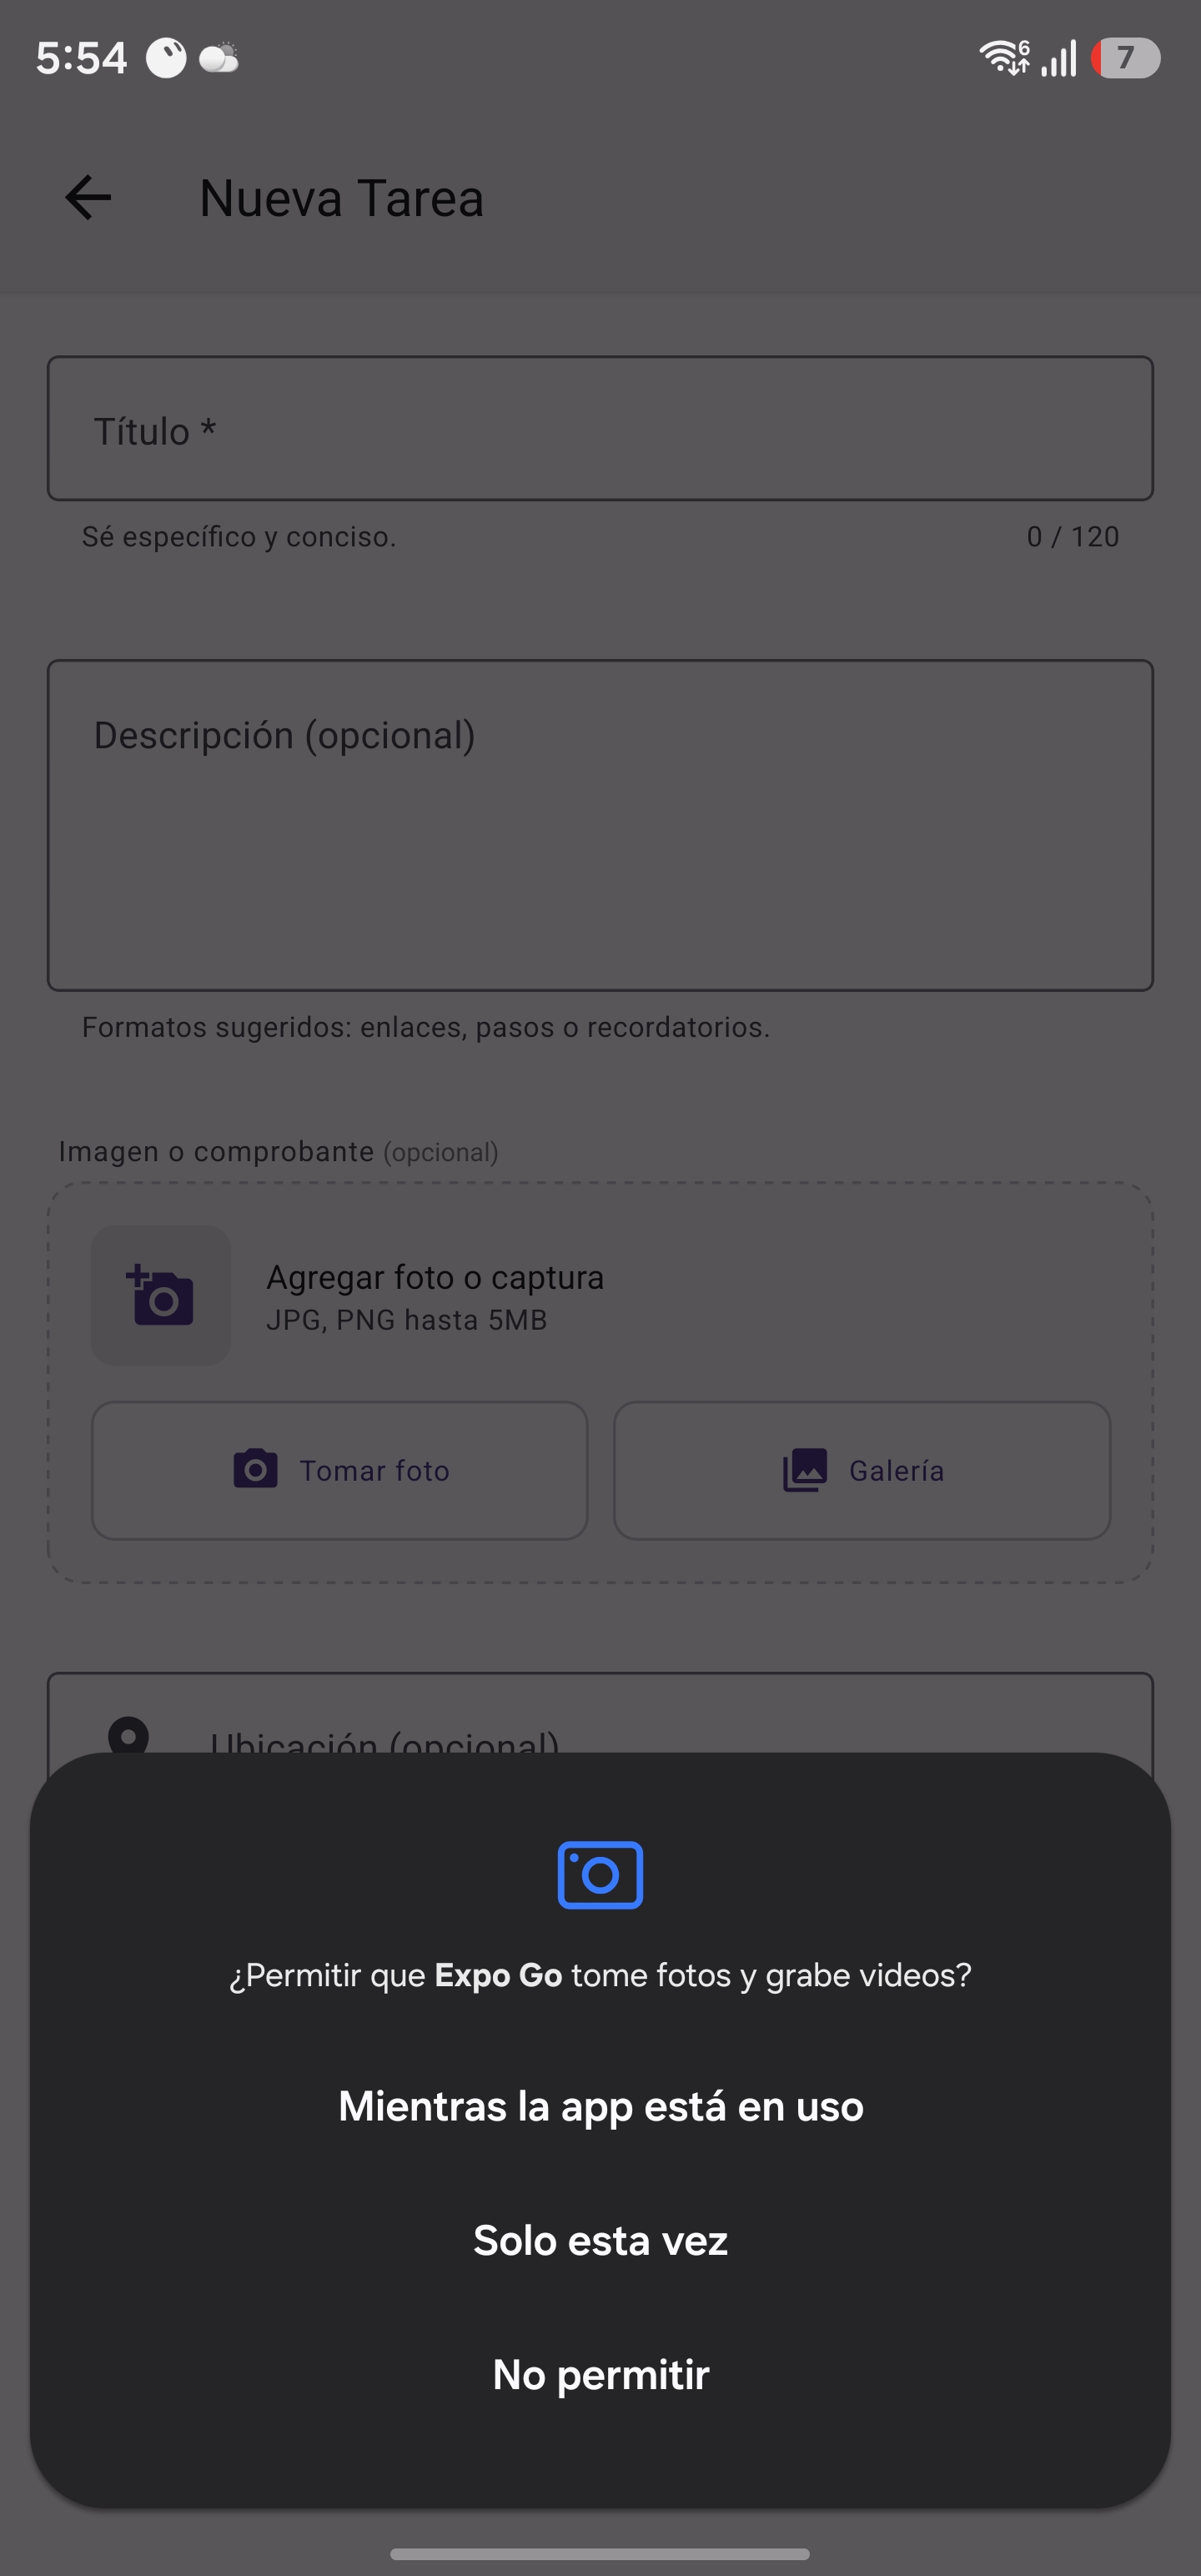 5:54
6
7
Nueva Tarea
Título *
Sé específico y conciso.
0 / 120
Descripción (opcional)
Formatos sugeridos: enlaces, pasos o recordatorios.
Imagen o comprobante (opcional)
Agregar foto o captura
JPG, PNG hasta 5MB
Tomar foto
Galería
Ubicación (opcional)
¿Permitir que Expo Go tome fotos y grabe videos?
Mientras la app está en uso
Solo esta vez
No permitir